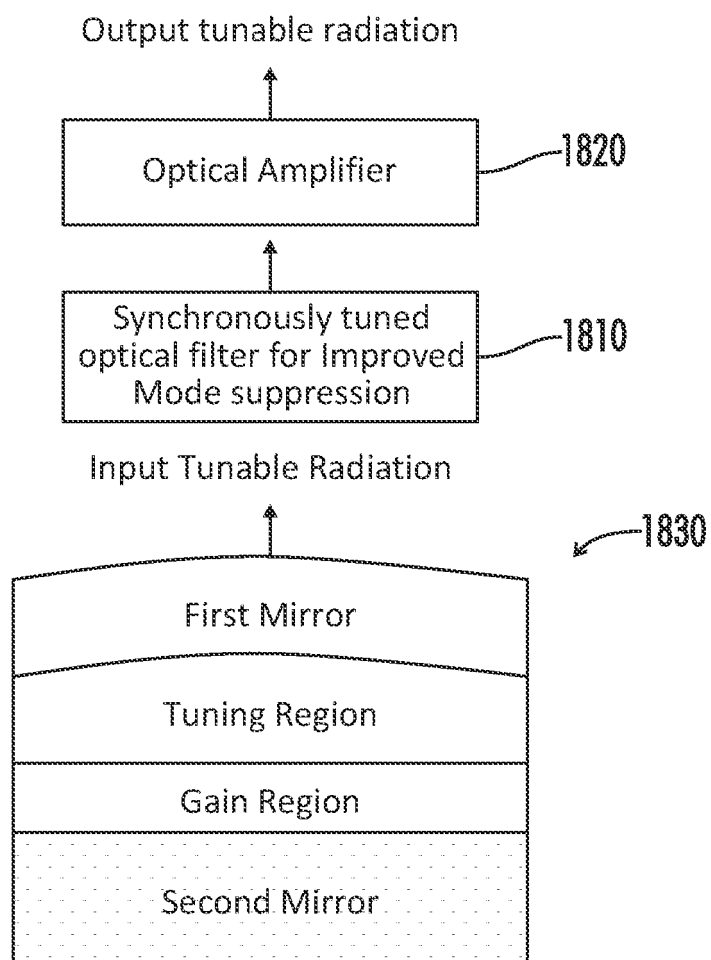 Output tunable radiation
Optical Amplifier
1820
Synchronously tuned
optical filter for Improved
Mode suppression
1810
Input Tunable Radiation
1830
First Mirror
Tuning Region
Gain Region
Second Mirror